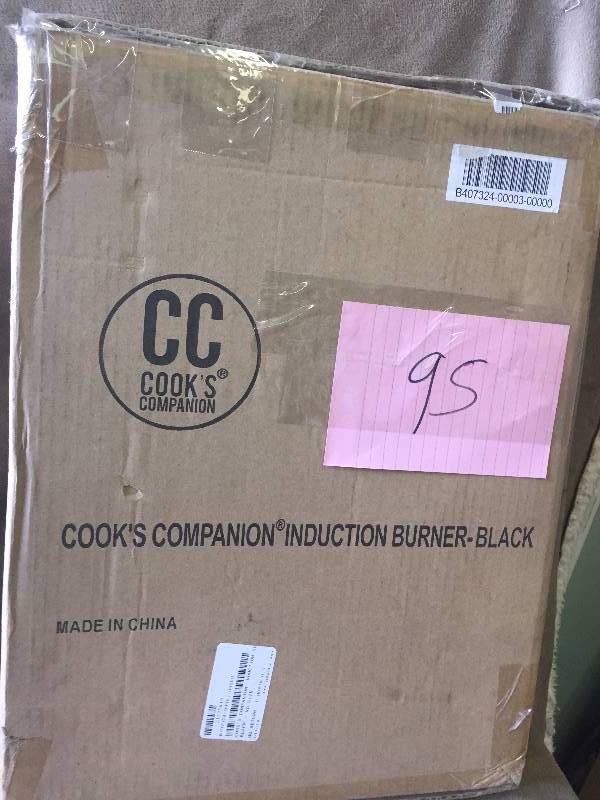 B407324-00003-00000
CC
COOK'S®
COMPANION
95
COOK'S COMPANION®INDUCTION BURNER-BLACK
MADE IN CHINA